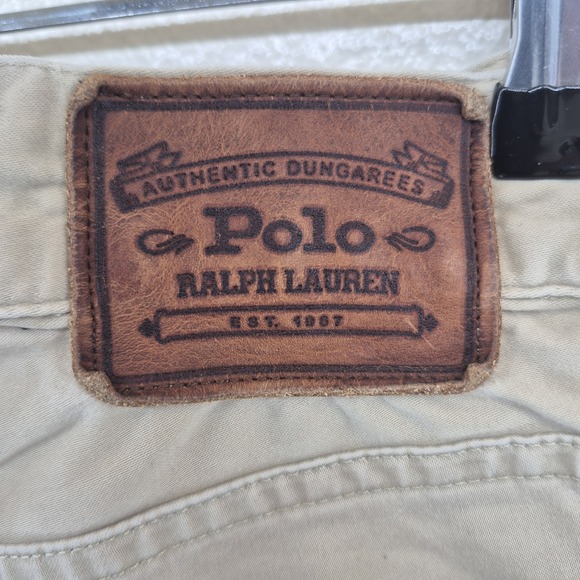 AUTHENTIC DUNGAREES
Polo
RALPH LAUREN
EST. 1967